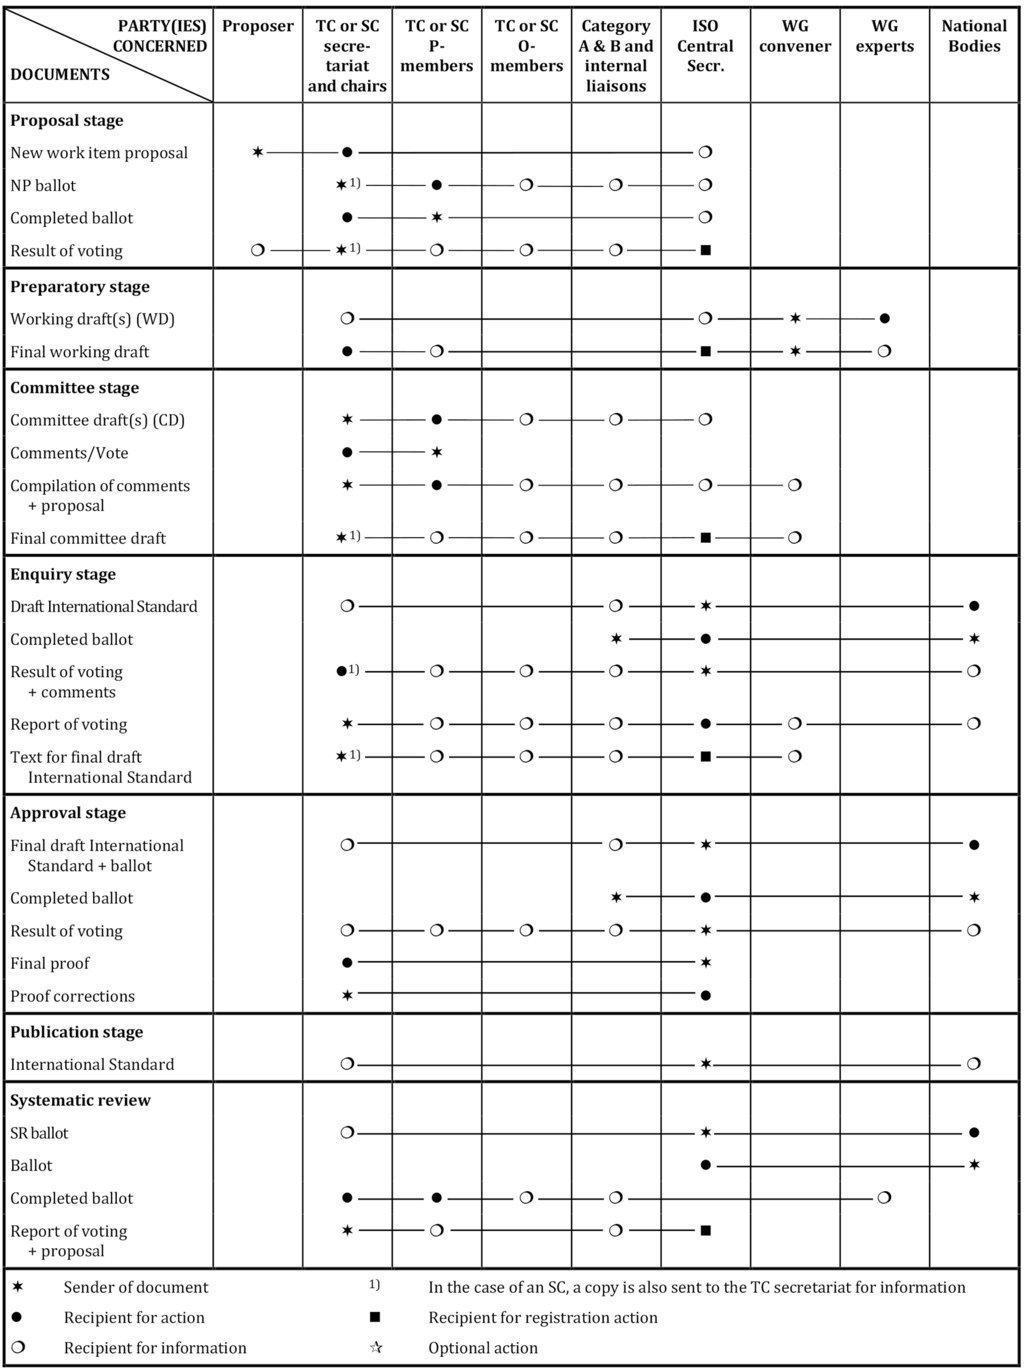 PARTY(IES) CONCERNED
DOCUMENTS
Proposer
TC or SC secre-
tariat
and chairs
TC or SC
P-
members
TC or SC
O-
members
Category
A & B and
internal
liaisons
ISO
Central
Secr.
WG
convener
WG
experts
National
Bodies
Proposal stage
New work item proposal
NP ballot
1)
Completed ballot
Result of voting
1)
Preparatory stage
Working draft(s) (WD)
Final working draft
Committee stage
Committee draft(s) (CD)
Comments/Vote
Compilation of comments
+ proposal
Final committee draft
1)
Enquiry stage
Draft International Standard
Completed ballot
Result of voting
1)
+ comments
Report of voting
Text for final draft
1)
International Standard
Approval stage
Final draft International
Standard + ballot
Completed ballot
Result of voting
Final proof
Proof corrections
Publication stage
International Standard
Systematic review
SR ballot
Ballot
Completed ballot
Report of voting
+ proposal
Sender of document
1) In the case of an SC, a copy is also sent to the TC secretariat for information
Recipient for action
Recipient for registration action
Recipient for information
Optional action